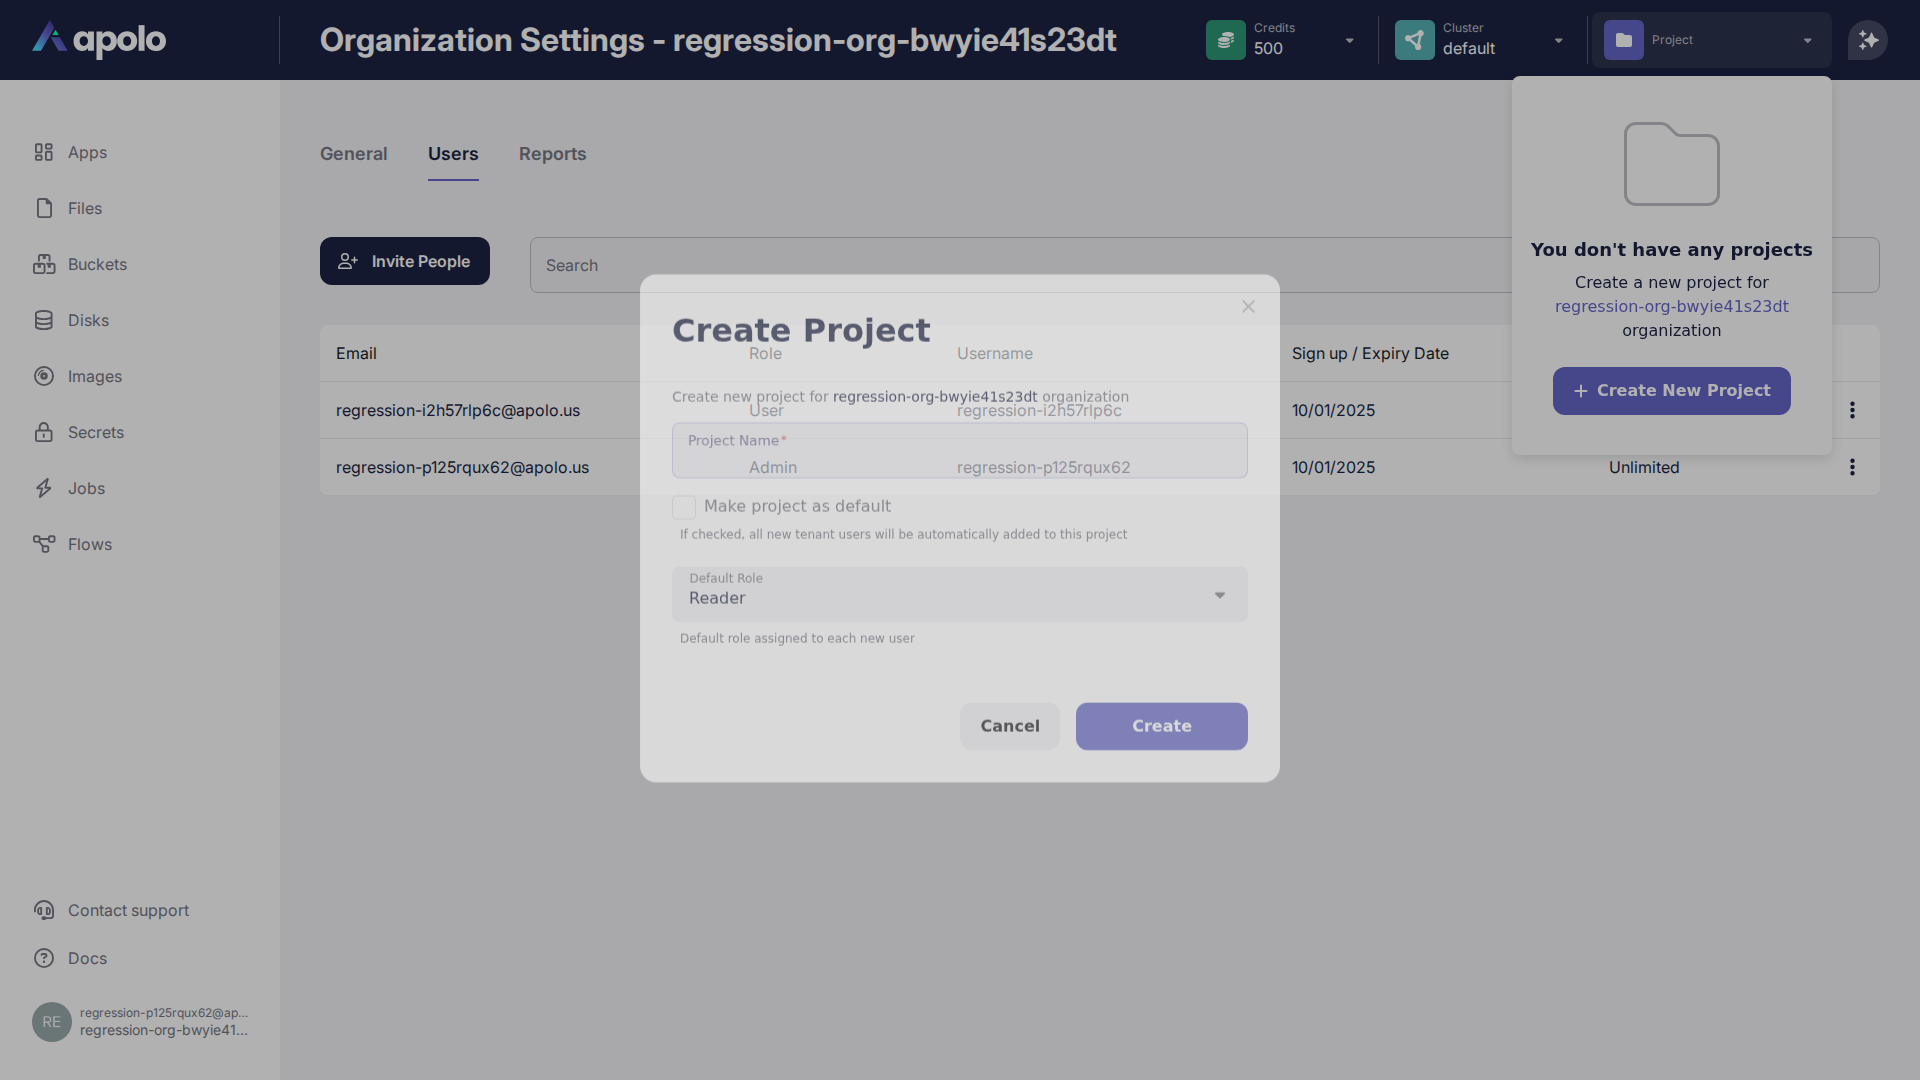 apolo
Organization Settings - regression-org-bwyie41s23dt
Credits
500
Cluster
default
Project
Apps
Files
Buckets
Disks
Images
Secrets
Jobs
Flows
Contact support
Docs
RE
regression-p125rqux62@ap...
regression-org-bwyie41...
General
Users
Reports
Invite People
Search
Email
Role
Username
Sign up / Expiry Date
regression-i2h57rlp6c@apolo.us
User
regression-i2h57rlp6c
10/01/2025
regression-p125rqux62@apolo.us
Admin
regression-p125rqux62
10/01/2025
Unlimited
You don't have any projects
Create a new project for
regression-org-bwyie41s23dt
organization
Create New Project
Create Project
Create new project for regression-org-bwyie41s23dt organization
Project Name*
Make project as default
If checked, all new tenant users will be automatically added to this project
Default Role
Reader
Default role assigned to each new user
Cancel
Create